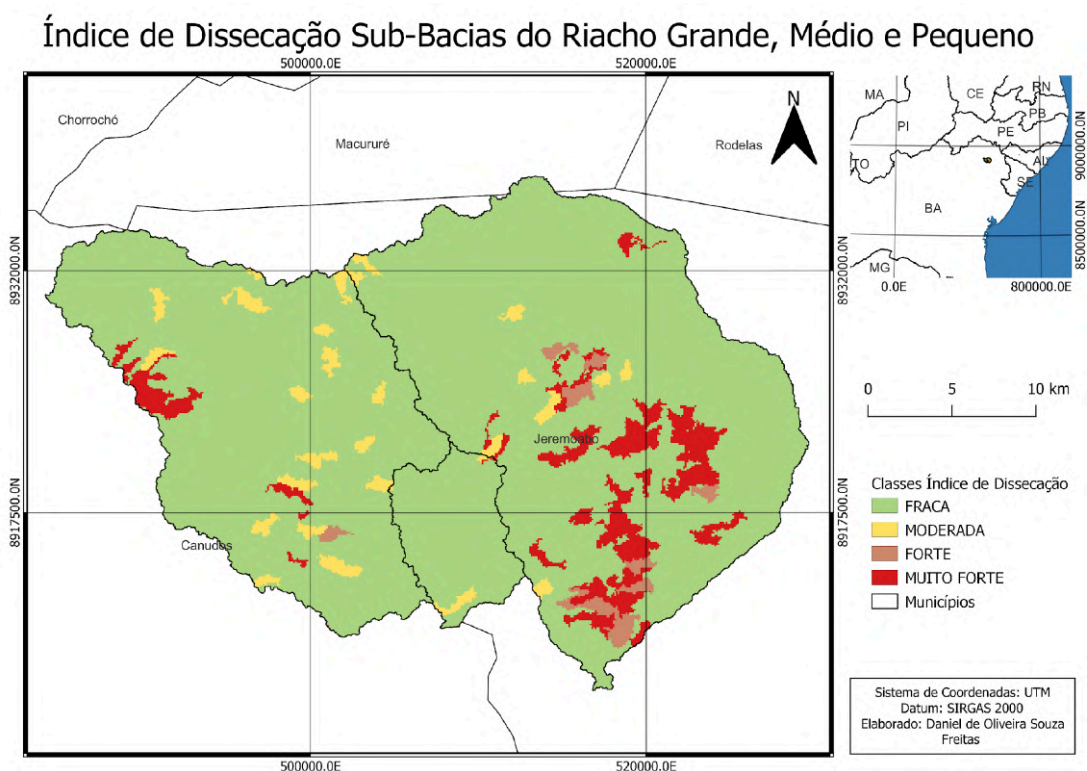 Índice de Dissecação Sub-Bacias do Riacho Grande, Médio e Pequeno
500000.0E
520000.0E
Chorrochó
Macururé
Rodelas
N
8932000.0N
8932000.0N
Jeremoabo
8917500.0N
8917500.0N
Canudos
500000.0E
520000.0E
MA
CE
RN
PB
PI
PE
TO
AL
SE
BA
MG
9000000.0N
8500000.0N
0.0E
800000.0E
0
5
10 km
Classes Índice de Dissecação
FRACA
MODERADA
FORTE
MUITO FORTE
Municípios
Sistema de Coordenadas: UTM
Datum: SIRGAS 2000
Elaborado: Daniel de Oliveira Souza
Freitas